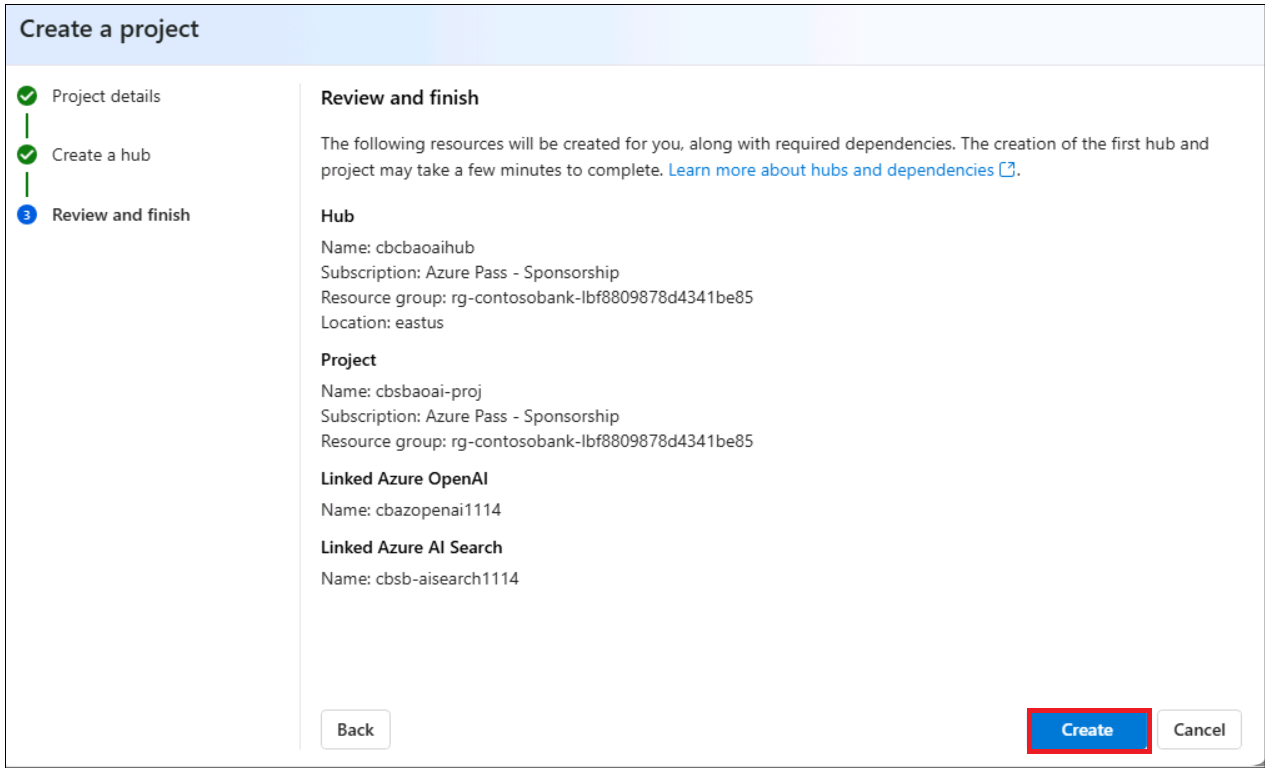 Create a project
Project details
Create a hub
3
Review and finish
Review and finish
The following resources will be created for you, along with required dependencies. The creation of the first hub and
project may take a few minutes to complete. Learn more about hubs and dependencies.
Hub
Name: cbcbaoaihub
Subscription: Azure Pass - Sponsorship
Resource group: rg-contosobank-lbf8809878d4341be85
Location: eastus
Project
Name: cbsbaoai-proj
Subscription: Azure Pass - Sponsorship
Resource group: rg-contosobank-lbf8809878d4341be85
Linked Azure OpenAI
Name: cbazopenai1114
Linked Azure AI Search
Name: cbsb-aisearch1114
Back
Create
Cancel